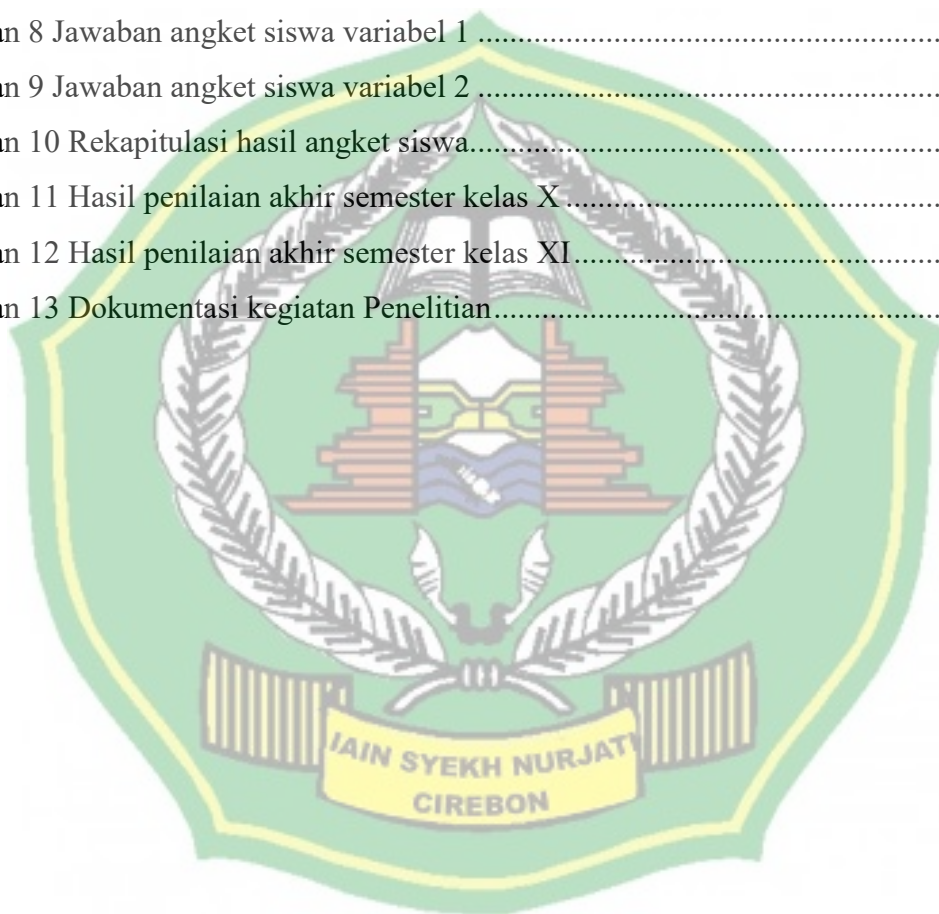 an 8 Jawaban angket siswa variabel 1 ........................................................
an 9 Jawaban angket siswa variabel 2 ........................................................
an 10 Rekapitulasi hasil angket siswa.........................................................
an 11 Hasil penilaian akhir semester kelas X .............................................
an 12 Hasil penilaian akhir semester kelas XI............................................
an 13 Dokumentasi kegiatan Penelitian......................................................
IAIN SYEKH NURJATI
CIREBON